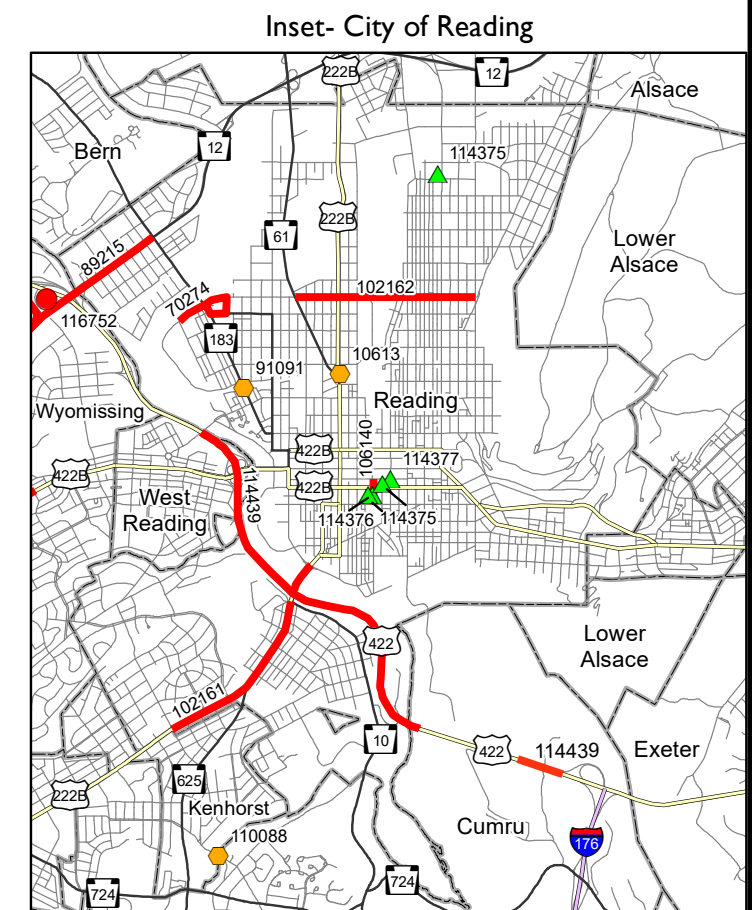 Inset- City of Reading
222B
12
Alsace
Bern
12
114375
222B
61
Lower
Alsace
89215
70274
102162
116752
183
91091
10613
Reading
Wyomissing
106140
422B
114377
422B
422B
West
Reading
114439
114376
114375
Lower
Alsace
422
102161
10
422
114439
Exeter
625
222B
Kenhorst
Cumru
110088
176
724
724